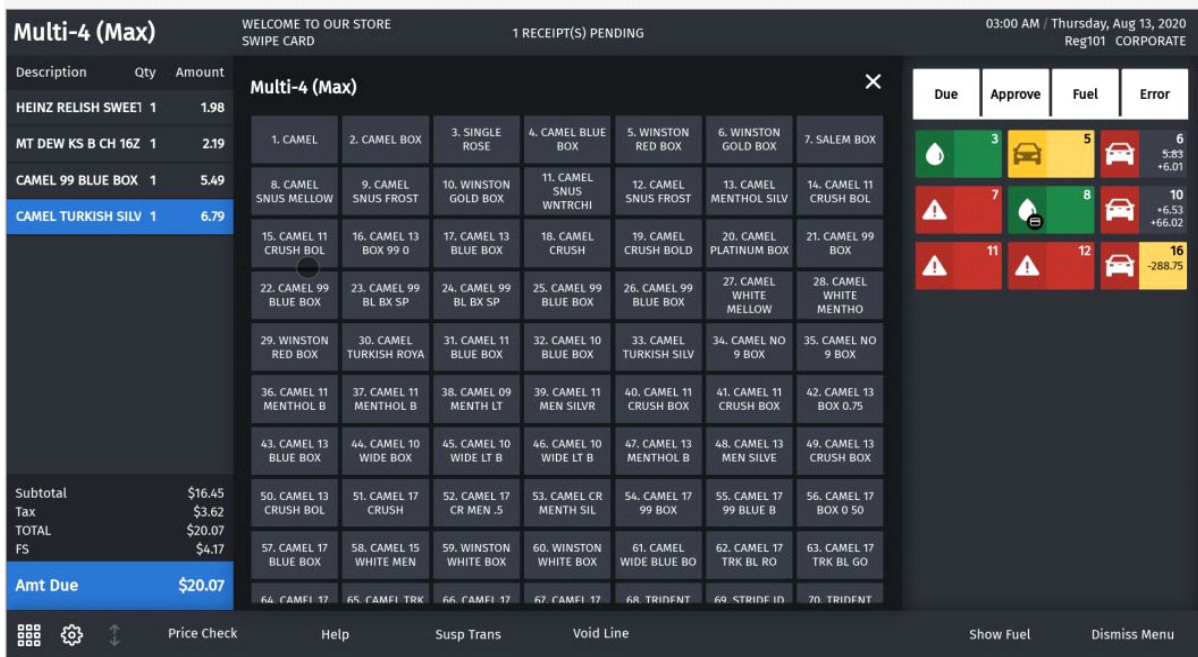 Multi-4 (Max)
WELCOME TO OUR STORE
SWIPE CARD
1 RECEIPT(S) PENDING
03:00 AM / Thursday, Aug 13, 2020
Reg101 CORPORATE
Description Qty Amount
HEINZ RELISH SWEET 1 1.98
MT DEW KS B CH 16Z 1 2.19
CAMEL 99 BLUE BOX 1 5.49
CAMEL TURKISH SILV 1 6.79
Subtotal $16.45
Tax $3.62
TOTAL $20.07
FS $4.17
Amt Due $20.07
Multi-4 (Max)
1. CAMEL
2. CAMEL BOX
3. SINGLE
ROSE
4. CAMEL BLUE
BOX
5. WINSTON
RED BOX
6. WINSTON
GOLD BOX
7. SALEM BOX
8. CAMEL
SNUS MELLOW
9. CAMEL
SNUS FROST
10. WINSTON
GOLD BOX
11. CAMEL
SNUS
WNTRCHI
12. CAMEL
SNUS FROST
13. CAMEL
MENTHOL SILV
14. CAMEL 11
CRUSH BOL
15. CAMEL 11
CRUSH BOL
16. CAMEL 13
BOX 99 0
17. CAMEL 13
BLUE BOX
18. CAMEL
CRUSH
19. CAMEL
CRUSH BOLD
20. CAMEL
PLATINUM BOX
21. CAMEL 99
BOX
22. CAMEL 99
BLUE BOX
23. CAMEL 99
BL BX SP
24. CAMEL 99
BL BX SP
25. CAMEL 99
BLUE BOX
26. CAMEL 99
BLUE BOX
27. CAMEL
WHITE
MELLOW
28. CAMEL
WHITE
MENTHO
29. WINSTON
RED BOX
30. CAMEL
TURKISH ROYA
31. CAMEL 11
BLUE BOX
32. CAMEL 10
BLUE BOX
33. CAMEL
TURKISH SILV
34. CAMEL NO
9 BOX
35. CAMEL NO
9 BOX
36. CAMEL 11
MENTHOL B
37. CAMEL 11
MENTHOL B
38. CAMEL 09
MENTH LT
39. CAMEL 11
MEN SILVR
40. CAMEL 11
CRUSH BOX
41. CAMEL 11
CRUSH BOX
42. CAMEL 13
BOX 0.75
43. CAMEL 13
BLUE BOX
44. CAMEL 10
WIDE BOX
45. CAMEL 10
WIDE LT B
46. CAMEL 10
WIDE LT B
47. CAMEL 13
MENTHOL B
48. CAMEL 13
MEN SILVE
49. CAMEL 13
CRUSH BOX
50. CAMEL 13
CRUSH BOL
51. CAMEL 17
CRUSH
52. CAMEL 17
CR MEN .5
53. CAMEL CR
MENTH SIL
54. CAMEL 17
99 BOX
55. CAMEL 17
99 BLUE B
56. CAMEL 17
BOX 0 50
57. CAMEL 17
BLUE BOX
58. CAMEL 15
WHITE MEN
59. WINSTON
WHITE BOX
60. WINSTON
WHITE BOX
61. CAMEL
WIDE BLUE BO
62. CAMEL 17
TRK BL RO
63. CAMEL 17
TRK BL GO
64. CAMEL 17
65. CAMEL TRK
66. CAMEL 17
67. CAMEL 17
68. TRIDENT
69. STRIDE ID
70. TRIDENT
Due Approve Fuel Error
3
5
6
5.83
+6.01
7
8
10
+6.53
+66.02
11
12
16
-288.75
Price Check Help Susp Trans Void Line Show Fuel Dismiss Menu